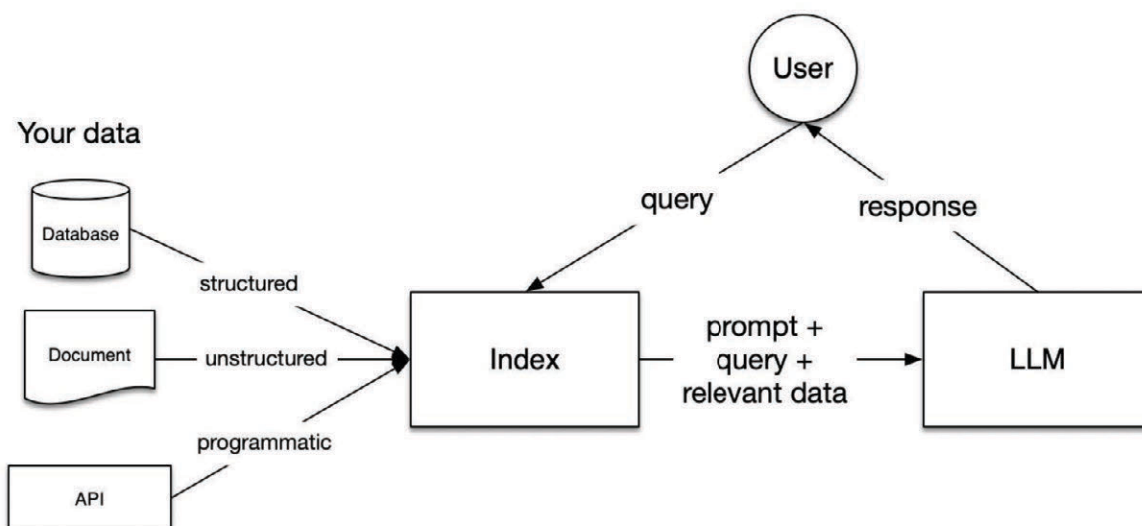 User
Your data
query
response
Database
structured
Document
unstructured
Index
prompt +
query +
relevant data
LLM
programmatic
API